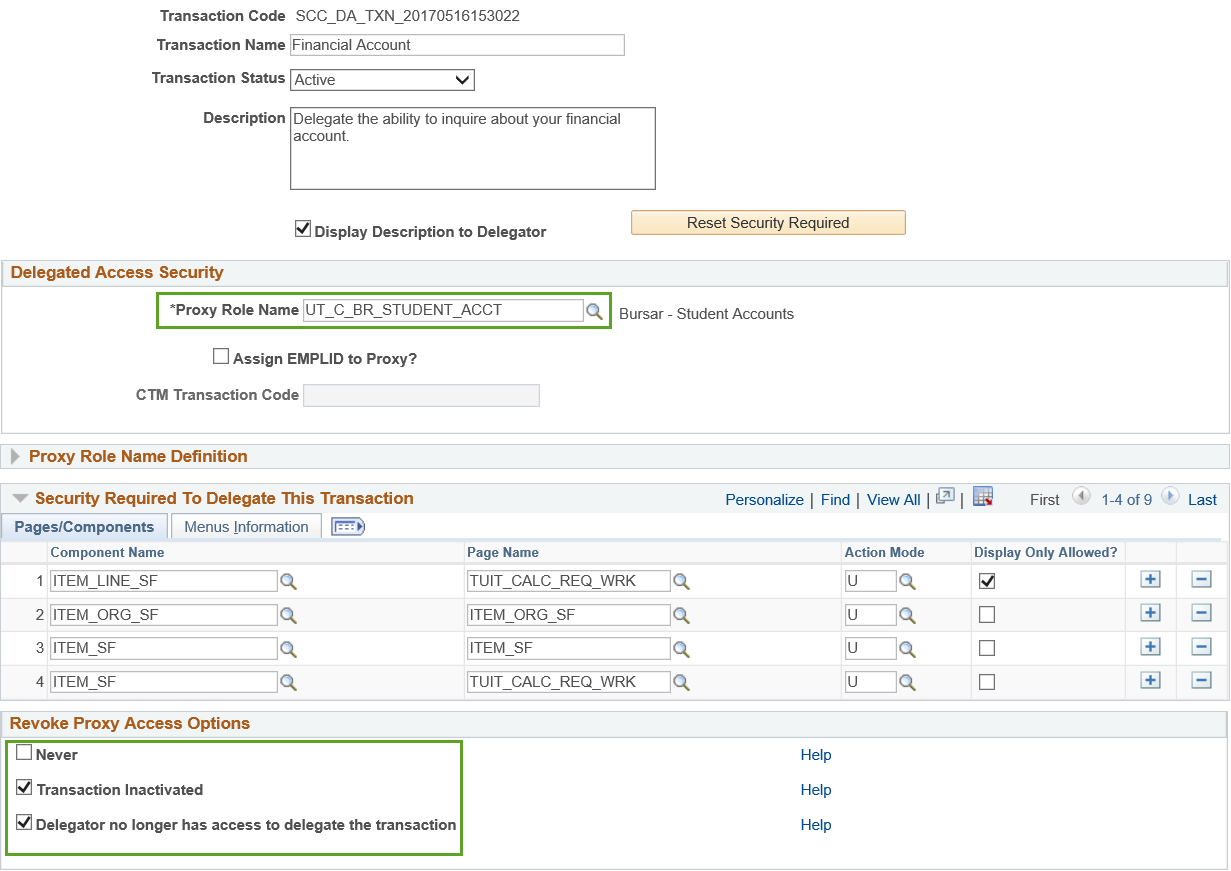 Transaction Code SCC_DA_TXN_20170516153022
Transaction Name Financial Account
Transaction Status Active
Description Delegate the ability to inquire about your financial
account.
Display Description to Delegator Reset Security Required
Delegated Access Security
*Proxy Role Name UT_C_BR_STUDENT_ACCT Bursar - Student Accounts
Assign EMPLID to Proxy?
CTM Transaction Code
Proxy Role Name Definition
Security Required To Delegate This Transaction Personalize | Find | View All | | First 1-4 of 9 Last
Pages/Components Menus Information
Component Name Page Name Action Mode Display Only Allowed?
1 ITEM_LINE_SF TUIT_CALC_REQ_WRK U
2 ITEM_ORG_SF ITEM_ORG_SF U
3 ITEM_SF ITEM_SF U
4 ITEM_SF TUIT_CALC_REQ_WRK U
Revoke Proxy Access Options
Never Help
Transaction Inactivated Help
Delegator no longer has access to delegate the transaction Help